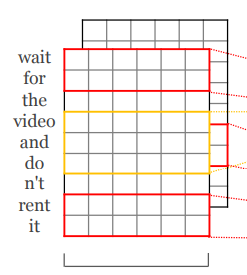 wait
for
the
video
and
do
n't
rent
it